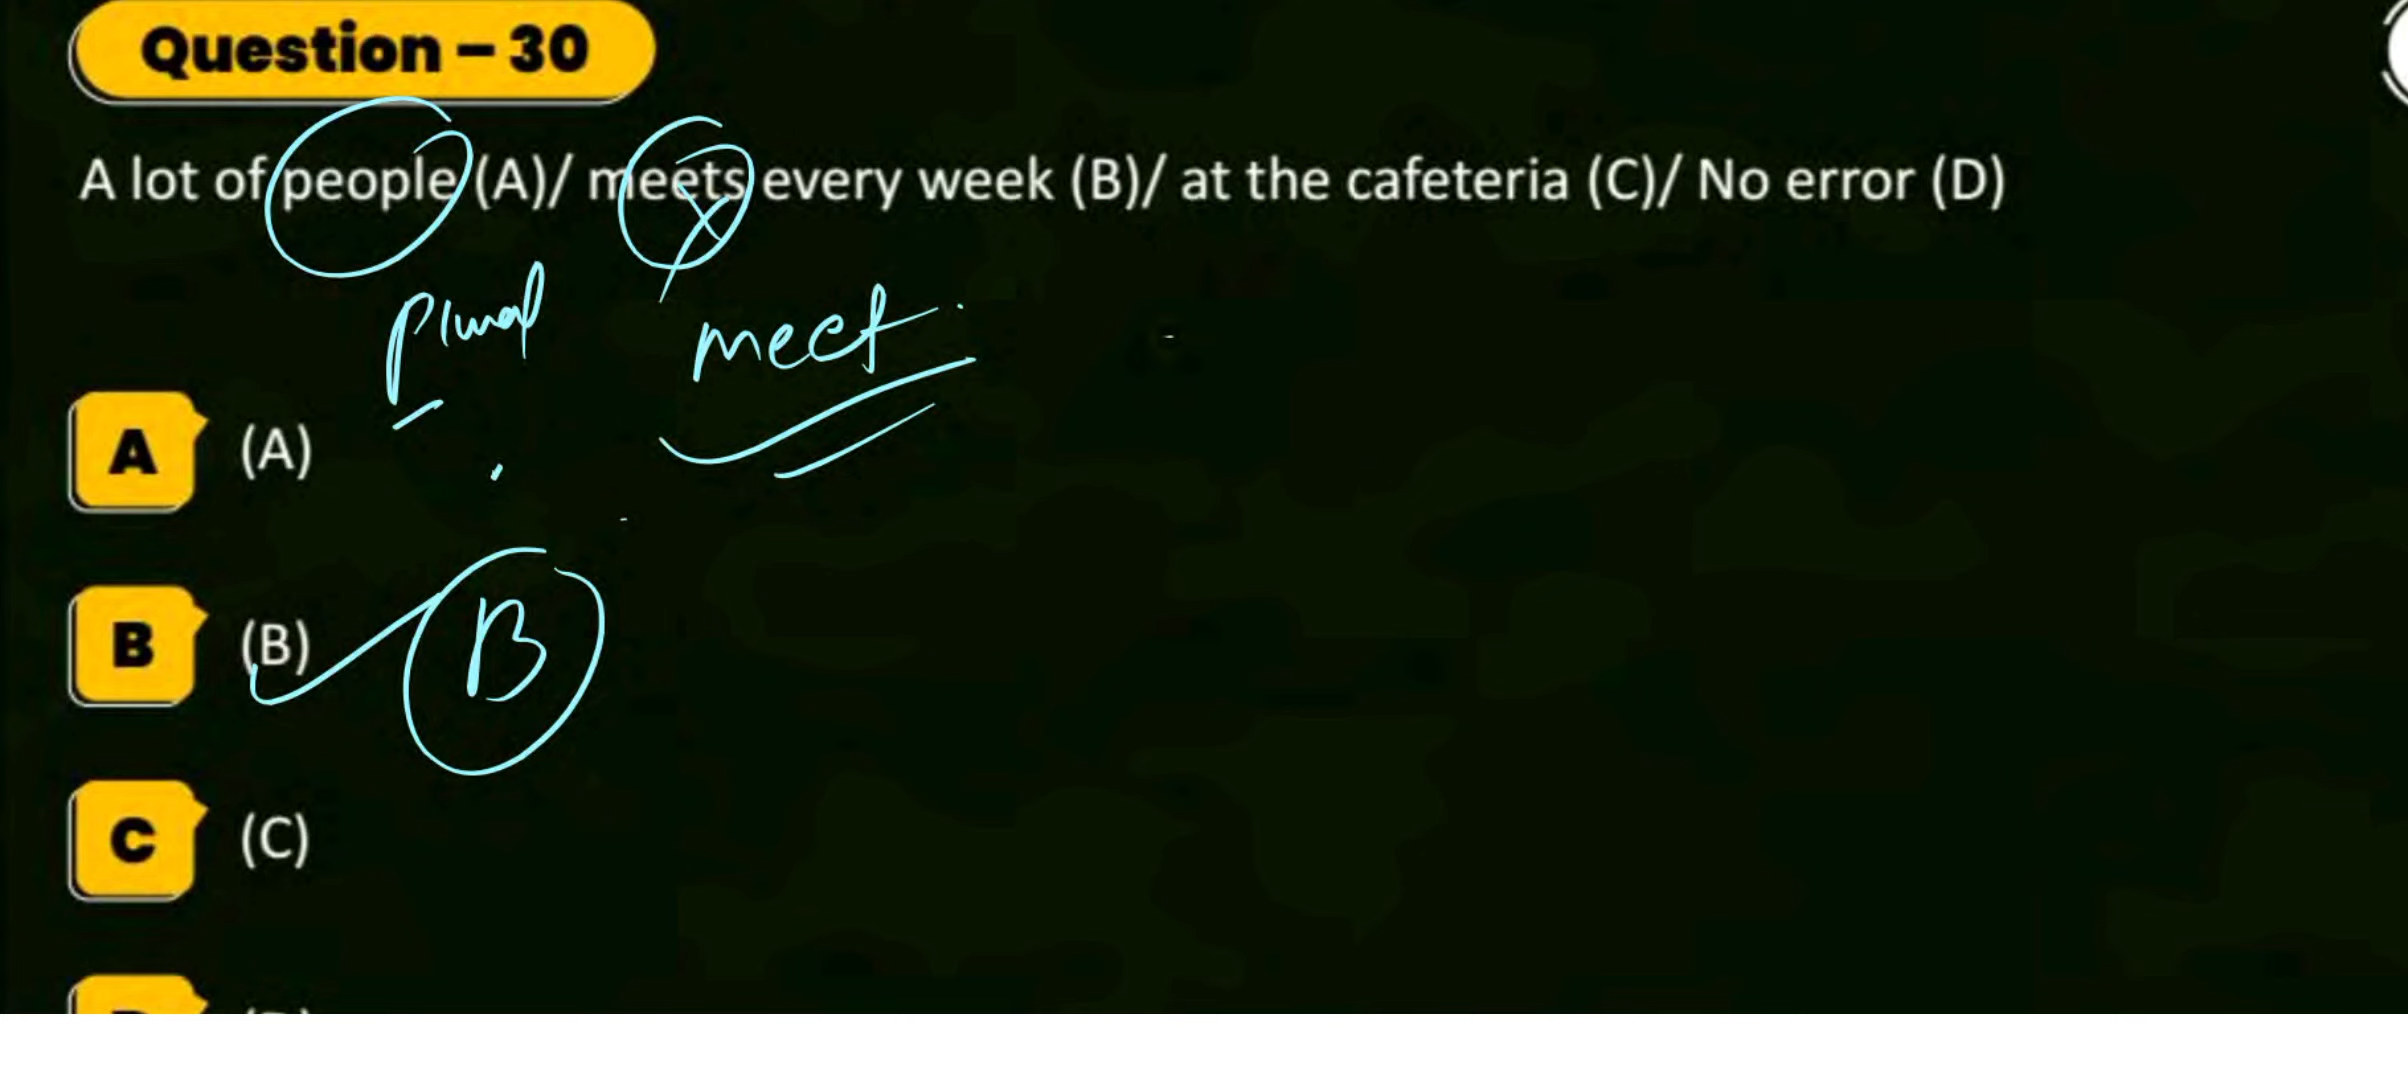 Question – 30
A lot of people (A)/ meets every week (B)/ at the cafeteria (C)/ No error (D)
plural meet
A (A)
B (B) B
C (C)